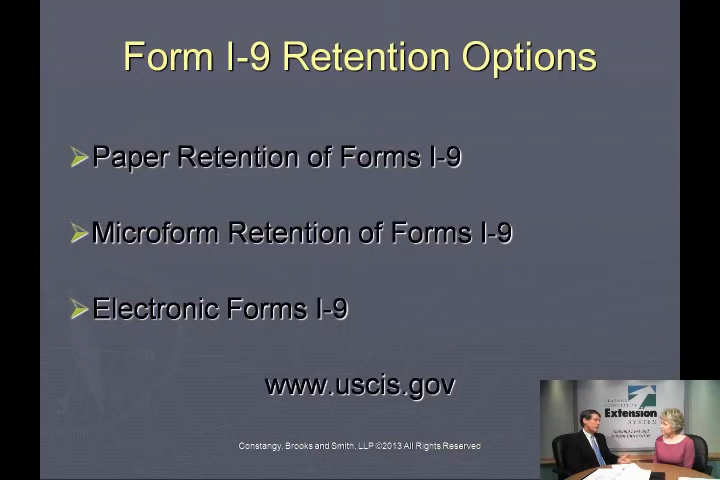 Form I-9 Retention Options
Paper Retention of Forms I-9
Microform Retention of Forms I-9
Electronic Forms I-9
www.uscis.gov
Constangy, Brooks and Smith, LLP ©2013 All Rights Reserved
Extension
SYSTEM